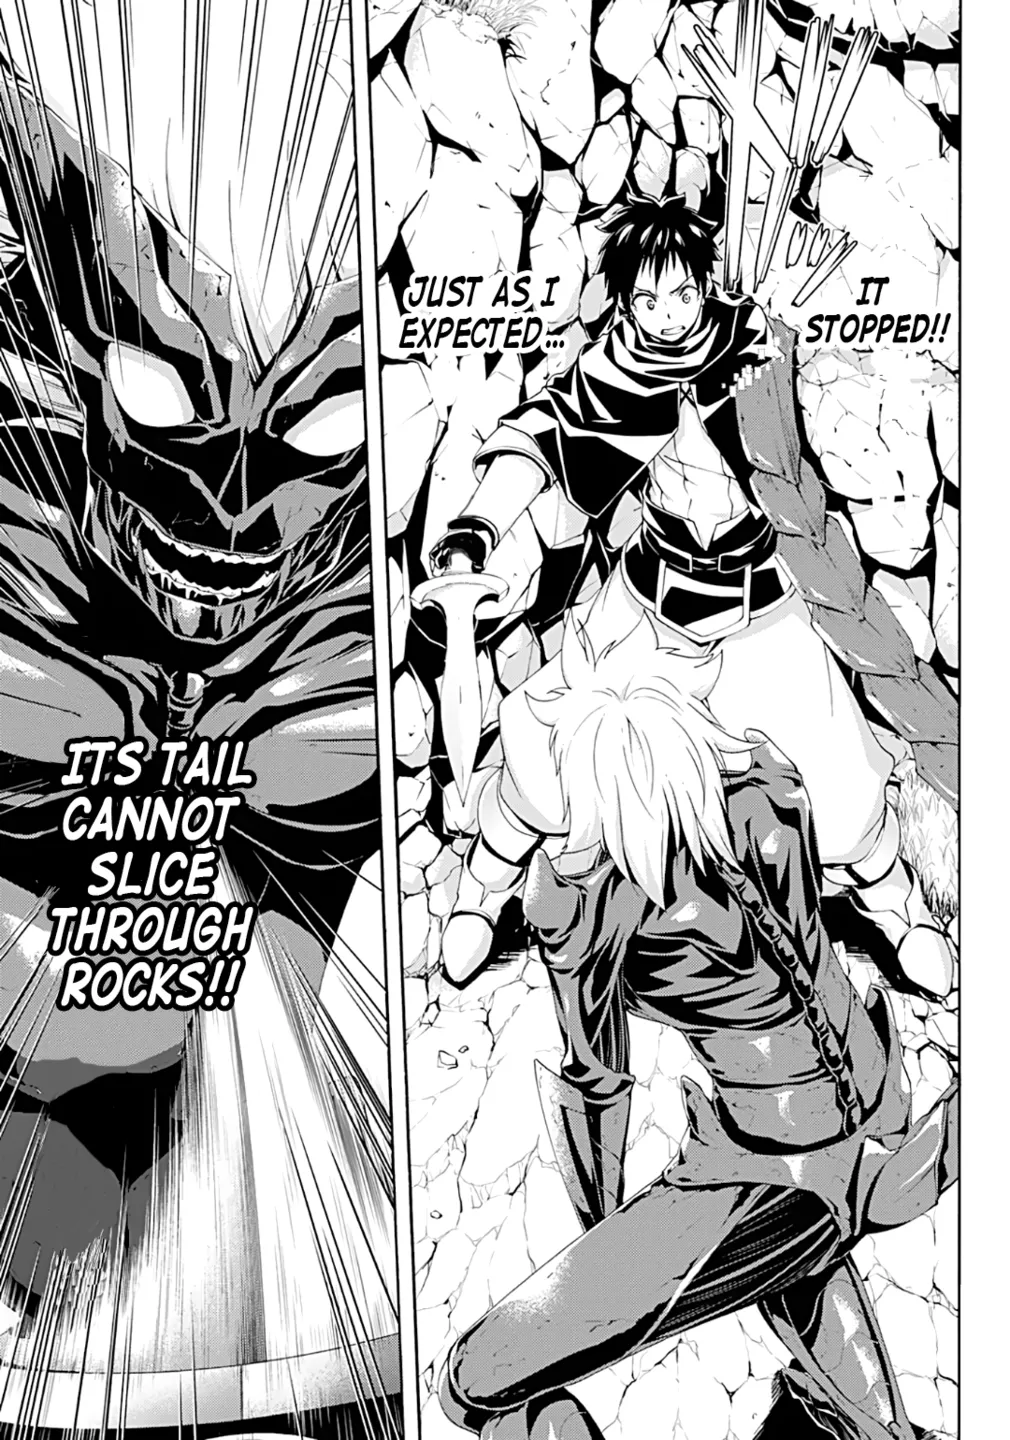 IT
STOPPED!!
JUST AS I
EXPECTED...
ITS TAIL
CANNOT
SLICE
THROUGH
ROCKS!!